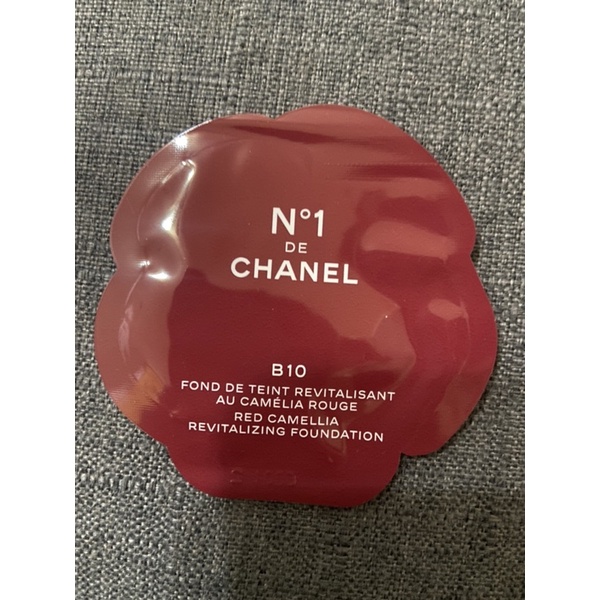 N°1
DE
CHANEL
B10
FOND DE TEINT REVITALISANT
AU CAMÉLIA ROUGE
RED CAMELLIA
REVITALIZING FOUNDATION